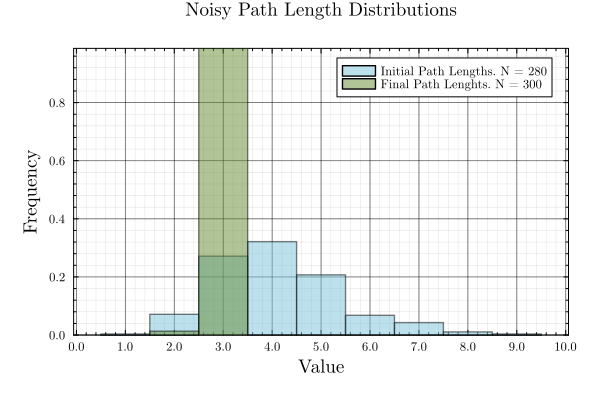 Noisy Path Length Distributions
Initial Path Lengths. N = 280
Final Path Lenghts. N = 300
Frequency
0.8
0.6
0.4
0.2
0.0
0.0 1.0 2.0 3.0 4.0 5.0 6.0 7.0 8.0 9.0 10.0
Value